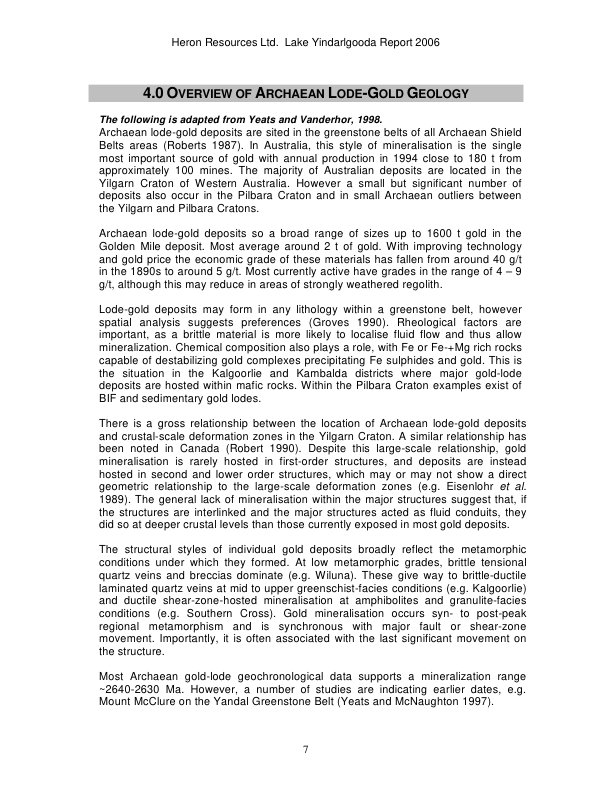 Heron Resources Ltd.  Lake Yindarlgooda Report 2006
4.0 OVERVIEW OF ARCHAEAN LODE-GOLD GEOLOGY
The following is adapted from Yeats and Vanderhor, 1998.
Archaean lode-gold deposits are sited in the greenstone belts of all Archaean Shield
Belts areas (Roberts 1987). In Australia, this style of mineralisation is the single
most important source of gold with annual production in 1994 close to 180 t from
approximately 100 mines. The majority of Australian deposits are located in the
Yilgarn Craton of Western Australia. However a small but significant number of
deposits also occur in the Pilbara Craton and in small Archaean outliers between
the Yilgarn and Pilbara Cratons.
Archaean lode-gold deposits so a broad range of sizes up to 1600 t gold in the
Golden Mile deposit. Most average around 2 t of gold. With improving technology
and gold price the economic grade of these materials has fallen from around 40 g/t
in the 1890s to around 5 g/t. Most currently active have grades in the range of 4 – 9
g/t, although this may reduce in areas of strongly weathered regolith.
Lode-gold deposits may form in any lithology within a greenstone belt, however
spatial analysis suggests preferences (Groves 1990). Rheological factors are
important, as a brittle material is more likely to localise fluid flow and thus allow
mineralization. Chemical composition also plays a role, with Fe or Fe-+Mg rich rocks
capable of destabilizing gold complexes precipitating Fe sulphides and gold. This is
the situation in the Kalgoorlie and Kambalda districts where major gold-lode
deposits are hosted within mafic rocks. Within the Pilbara Craton examples exist of
BIF and sedimentary gold lodes.
There is a gross relationship between the location of Archaean lode-gold deposits
and crustal-scale deformation zones in the Yilgarn Craton. A similar relationship has
been noted in Canada (Robert 1990). Despite this large-scale relationship, gold
mineralisation is rarely hosted in first-order structures, and deposits are instead
hosted in second and lower order structures, which may or may not show a direct
geometric relationship to the large-scale deformation zones (e.g. Eisenlohr et al.
1989). The general lack of mineralisation within the major structures suggest that, if
the structures are interlinked and the major structures acted as fluid conduits, they
did so at deeper crustal levels than those currently exposed in most gold deposits.
The structural styles of individual gold deposits broadly reflect the metamorphic
conditions under which they formed. At low metamorphic grades, brittle tensional
quartz veins and breccias dominate (e.g. Wiluna). These give way to brittle-ductile
laminated quartz veins at mid to upper greenschist-facies conditions (e.g. Kalgoorlie)
and ductile shear-zone-hosted mineralisation at amphibolites and granulite-facies
conditions (e.g. Southern Cross). Gold mineralisation occurs syn- to post-peak
regional metamorphism and is synchronous with major fault or shear-zone
movement. Importantly, it is often associated with the last significant movement on
the structure.
Most Archaean gold-lode geochronological data supports a mineralization range
~2640-2630 Ma. However, a number of studies are indicating earlier dates, e.g.
Mount McClure on the Yandal Greenstone Belt (Yeats and McNaughton 1997).
7